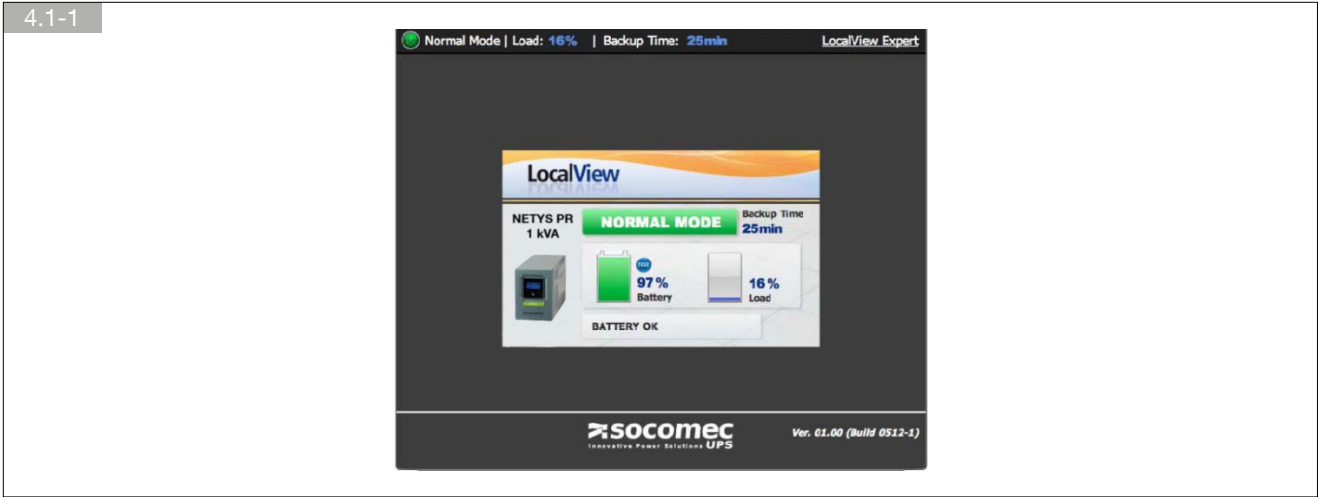 4.1-1
Normal Mode | Load: 16% | Backup Time: 25min LocalView Expert
LocalView
NETYS PR
1 kVA
NORMAL MODE
Backup Time
25min
TEST
97%
Battery
16%
Load
BATTERY OK
socomec
Innovative Power Solutions UPS
Ver. 01.00 (Build 0512-1)